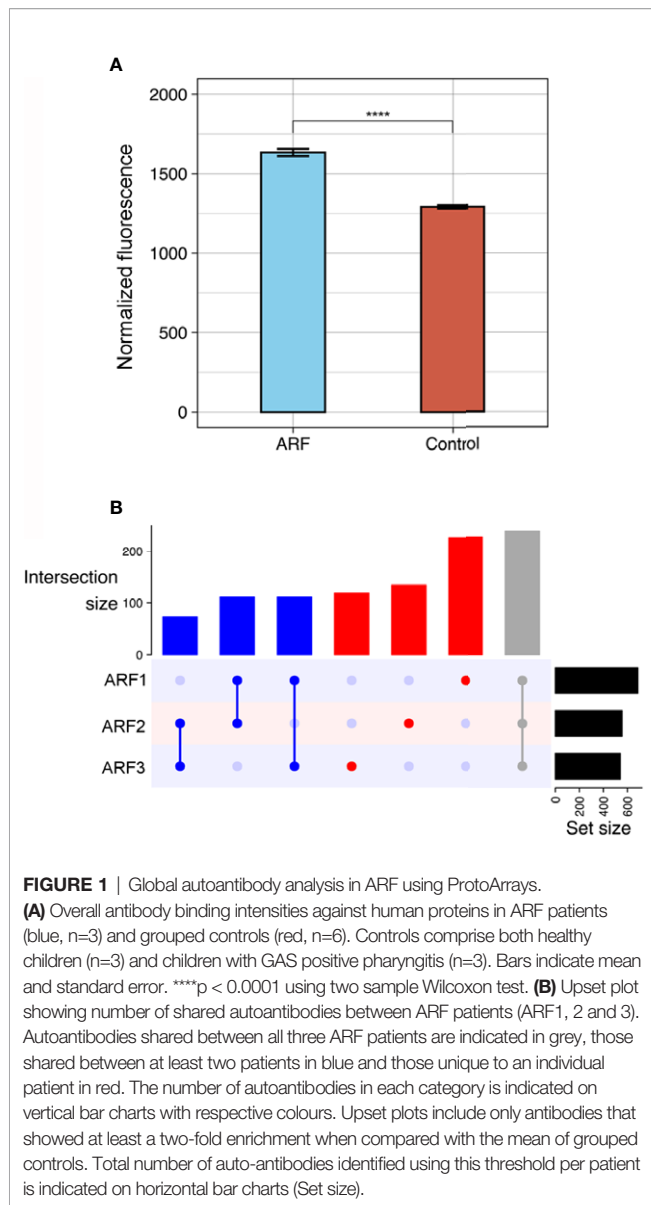 A
2000
****
1500
Normalized fluorescence
1000
500
0
ARF
Control
B
200
Intersection
size
100
0
ARF1
ARF2
ARF3
0
200
400
600
Set size
FIGURE 1 | Global autoantibody analysis in ARF using ProtoArrays.
(A) Overall antibody binding intensities against human proteins in ARF patients
(blue, n=3) and grouped controls (red, n=6). Controls comprise both healthy
children (n=3) and children with GAS positive pharyngitis (n=3). Bars indicate mean
and standard error. ****p < 0.0001 using two sample Wilcoxon test. (B) Upset plot
showing number of shared autoantibodies between ARF patients (ARF1, 2 and 3).
Autoantibodies shared between all three ARF patients are indicated in grey, those
shared between at least two patients in blue and those unique to an individual
patient in red. The number of autoantibodies in each category is indicated on
vertical bar charts with respective colours. Upset plots include only antibodies that
showed at least a two-fold enrichment when compared with the mean of grouped
controls. Total number of auto-antibodies identified using this threshold per patient
is indicated on horizontal bar charts (Set size).